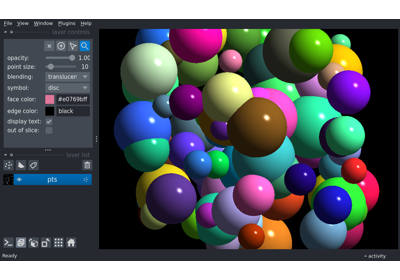 File View Window Plugins Help
layer controls
opacity: 1.00
point size: 10
blending: translucen
symbol: disc
face color: #e0769bff
edge color: black
display text: ✓
out of slice:
layer list
pts
Ready
activity